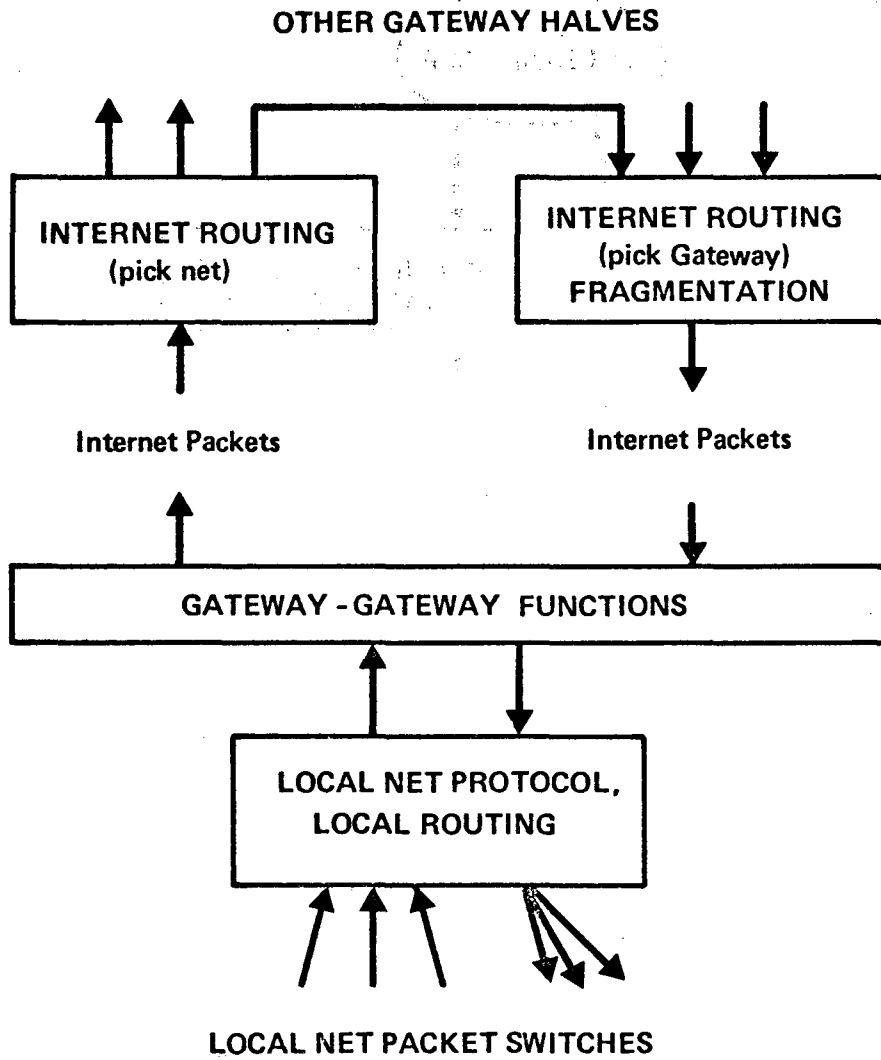 OTHER GATEWAY HALVES
INTERNET ROUTING
(pick net)
INTERNET ROUTING
(pick Gateway)
FRAGMENTATION
Internet Packets
Internet Packets
GATEWAY - GATEWAY FUNCTIONS
LOCAL NET PROTOCOL,
LOCAL ROUTING
LOCAL NET PACKET SWITCHES